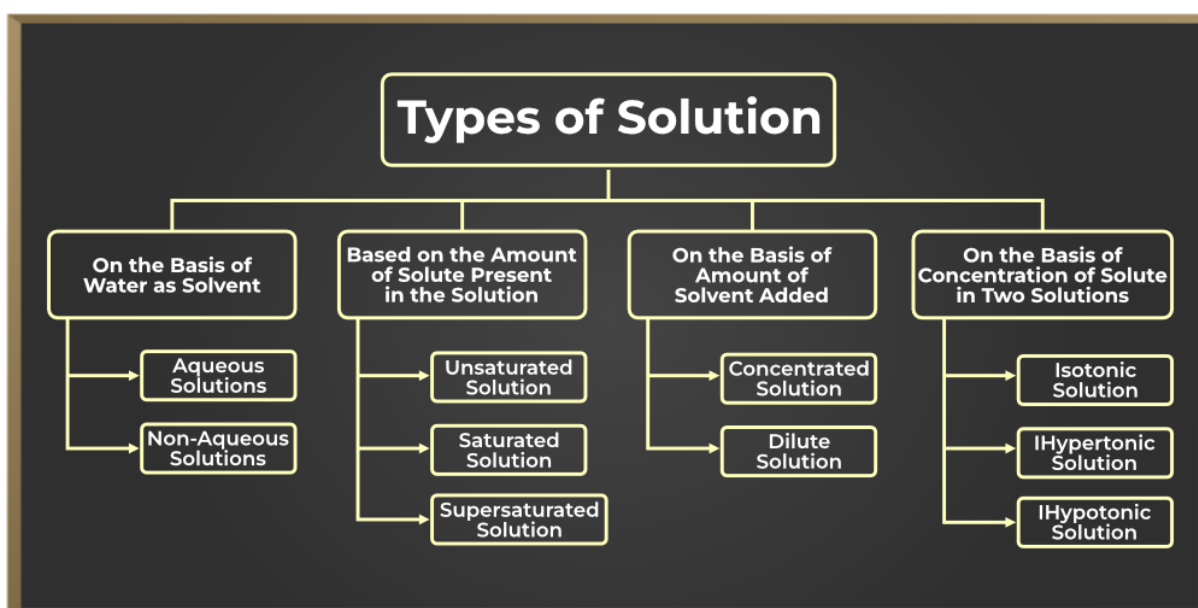 Types of Solution
On the Basis of
Water as Solvent
Aqueous
Solutions
Non-Aqueous
Solutions
Based on the Amount
of Solute Present
in the Solution
Unsaturated
Solution
Saturated
Solution
Supersaturated
Solution
On the Basis of
Amount of
Solvent Added
Concentrated
Solution
Dilute
Solution
On the Basis of
Concentration of Solute
in Two Solutions
Isotonic
Solution
IHypertonic
Solution
IHypotonic
Solution